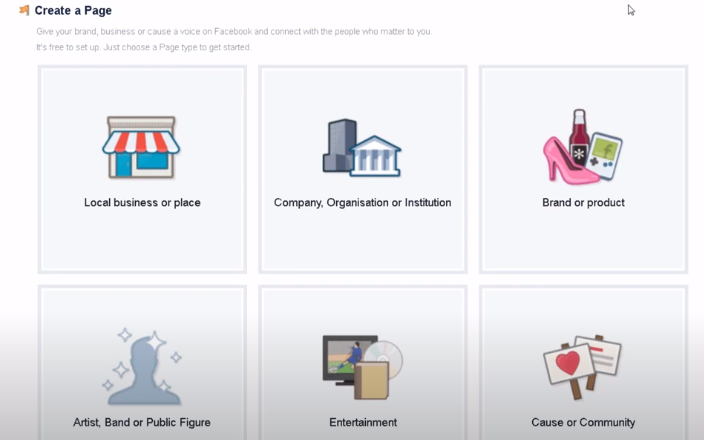 Create a Page
Give your brand, business or cause a voice on Facebook and connect with the people who matter to you.
It's free to set up. Just choose a Page type to get started.
Local business or place
Company, Organisation or Institution
Brand or product
Artist, Band or Public Figure
Entertainment
Cause or Community